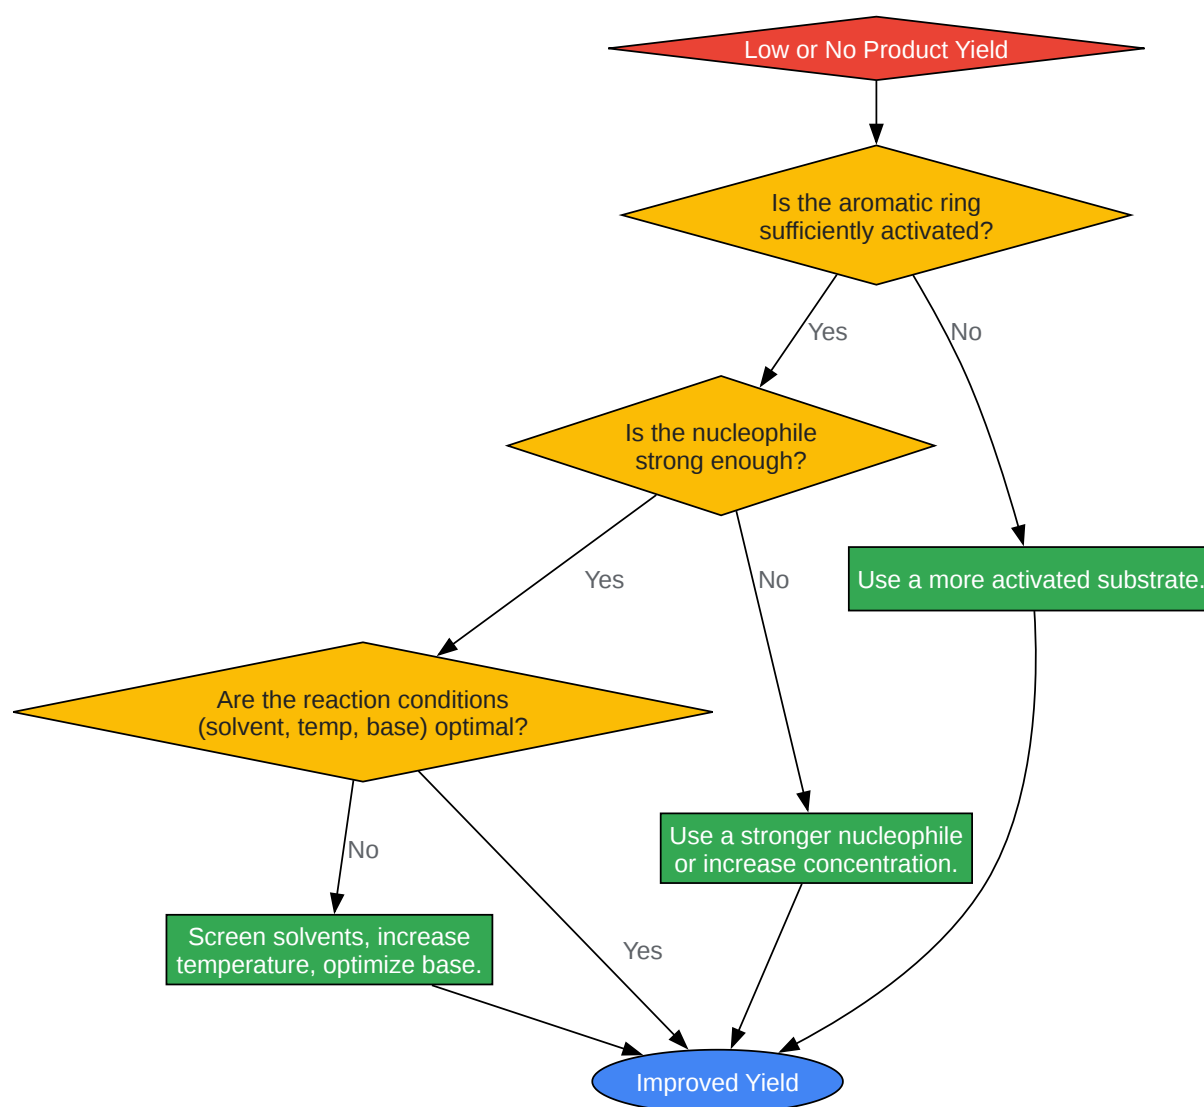 Low or No Product Yield
Is the aromatic ring
sufficiently activated?
Yes
No
Is the nucleophile
strong enough?
Yes
No
Use a more activated substrate.
Are the reaction conditions
(solvent, temp, base) optimal?
No
Yes
Use a stronger nucleophile
or increase concentration.
Screen solvents, increase
temperature, optimize base.
Improved Yield